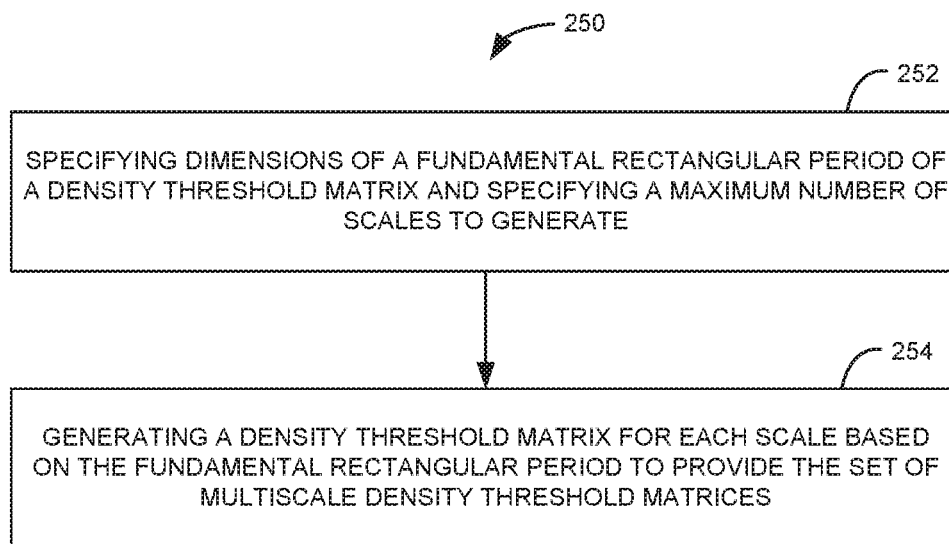 250
252
SPECIFYING DIMENSIONS OF A FUNDAMENTAL RECTANGULAR PERIOD OF
A DENSITY THRESHOLD MATRIX AND SPECIFYING A MAXIMUM NUMBER OF
SCALES TO GENERATE
254
GENERATING A DENSITY THRESHOLD MATRIX FOR EACH SCALE BASED
ON THE FUNDAMENTAL RECTANGULAR PERIOD TO PROVIDE THE SET OF
MULTISCALE DENSITY THRESHOLD MATRICES